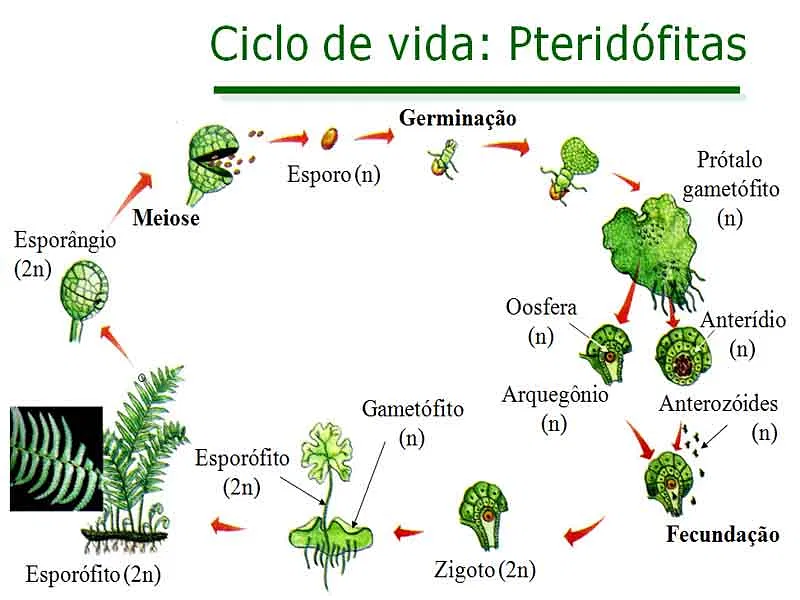 Ciclo de vida: Pteridófitas
Germinação
Esporo (n)
Prótalo
gametófito
(n)
Meiose
Esporângio
(2n)
Oosfera
(n)
Anterídio
(n)
Arquegônio
(n)
Anterozóides
(n)
Gametófito
(n)
Esporófito
(2n)
Fecundação
Zigoto (2n)
Esporófito (2n)